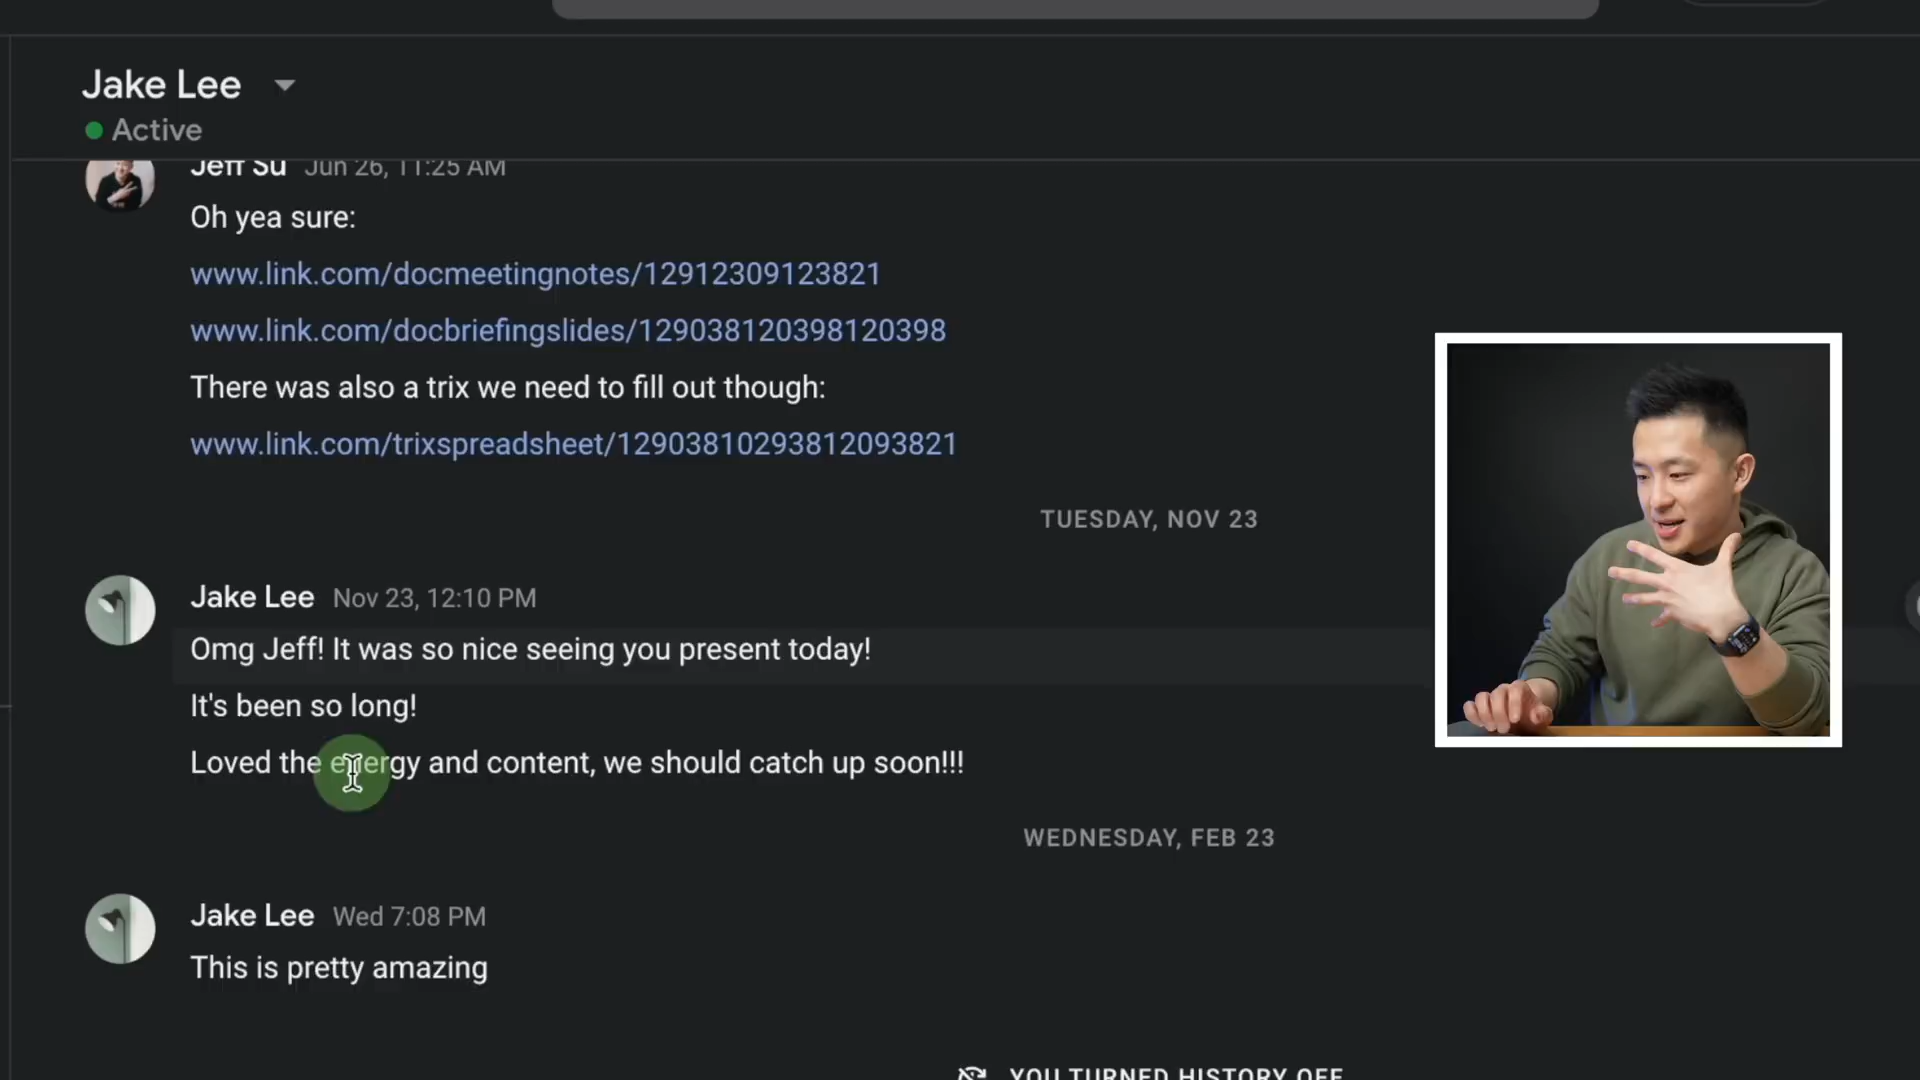 Jake Lee
Active
Jeff Su Jun 26, 11:25 AM
Oh yea sure:
www.link.com/docmeetingnotes/12912309123821
www.link.com/docbriefingslides/129038120398120398
There was also a trix we need to fill out though:
www.link.com/trixspreadsheet/12903810293812093821
TUESDAY, NOV 23
Jake Lee Nov 23, 12:10 PM
Omg Jeff! It was so nice seeing you present today!
It's been so long!
Loved the energy and content, we should catch up soon!!!
WEDNESDAY, FEB 23
Jake Lee Wed 7:08 PM
This is pretty amazing
YOU TURNED HISTORY OFF